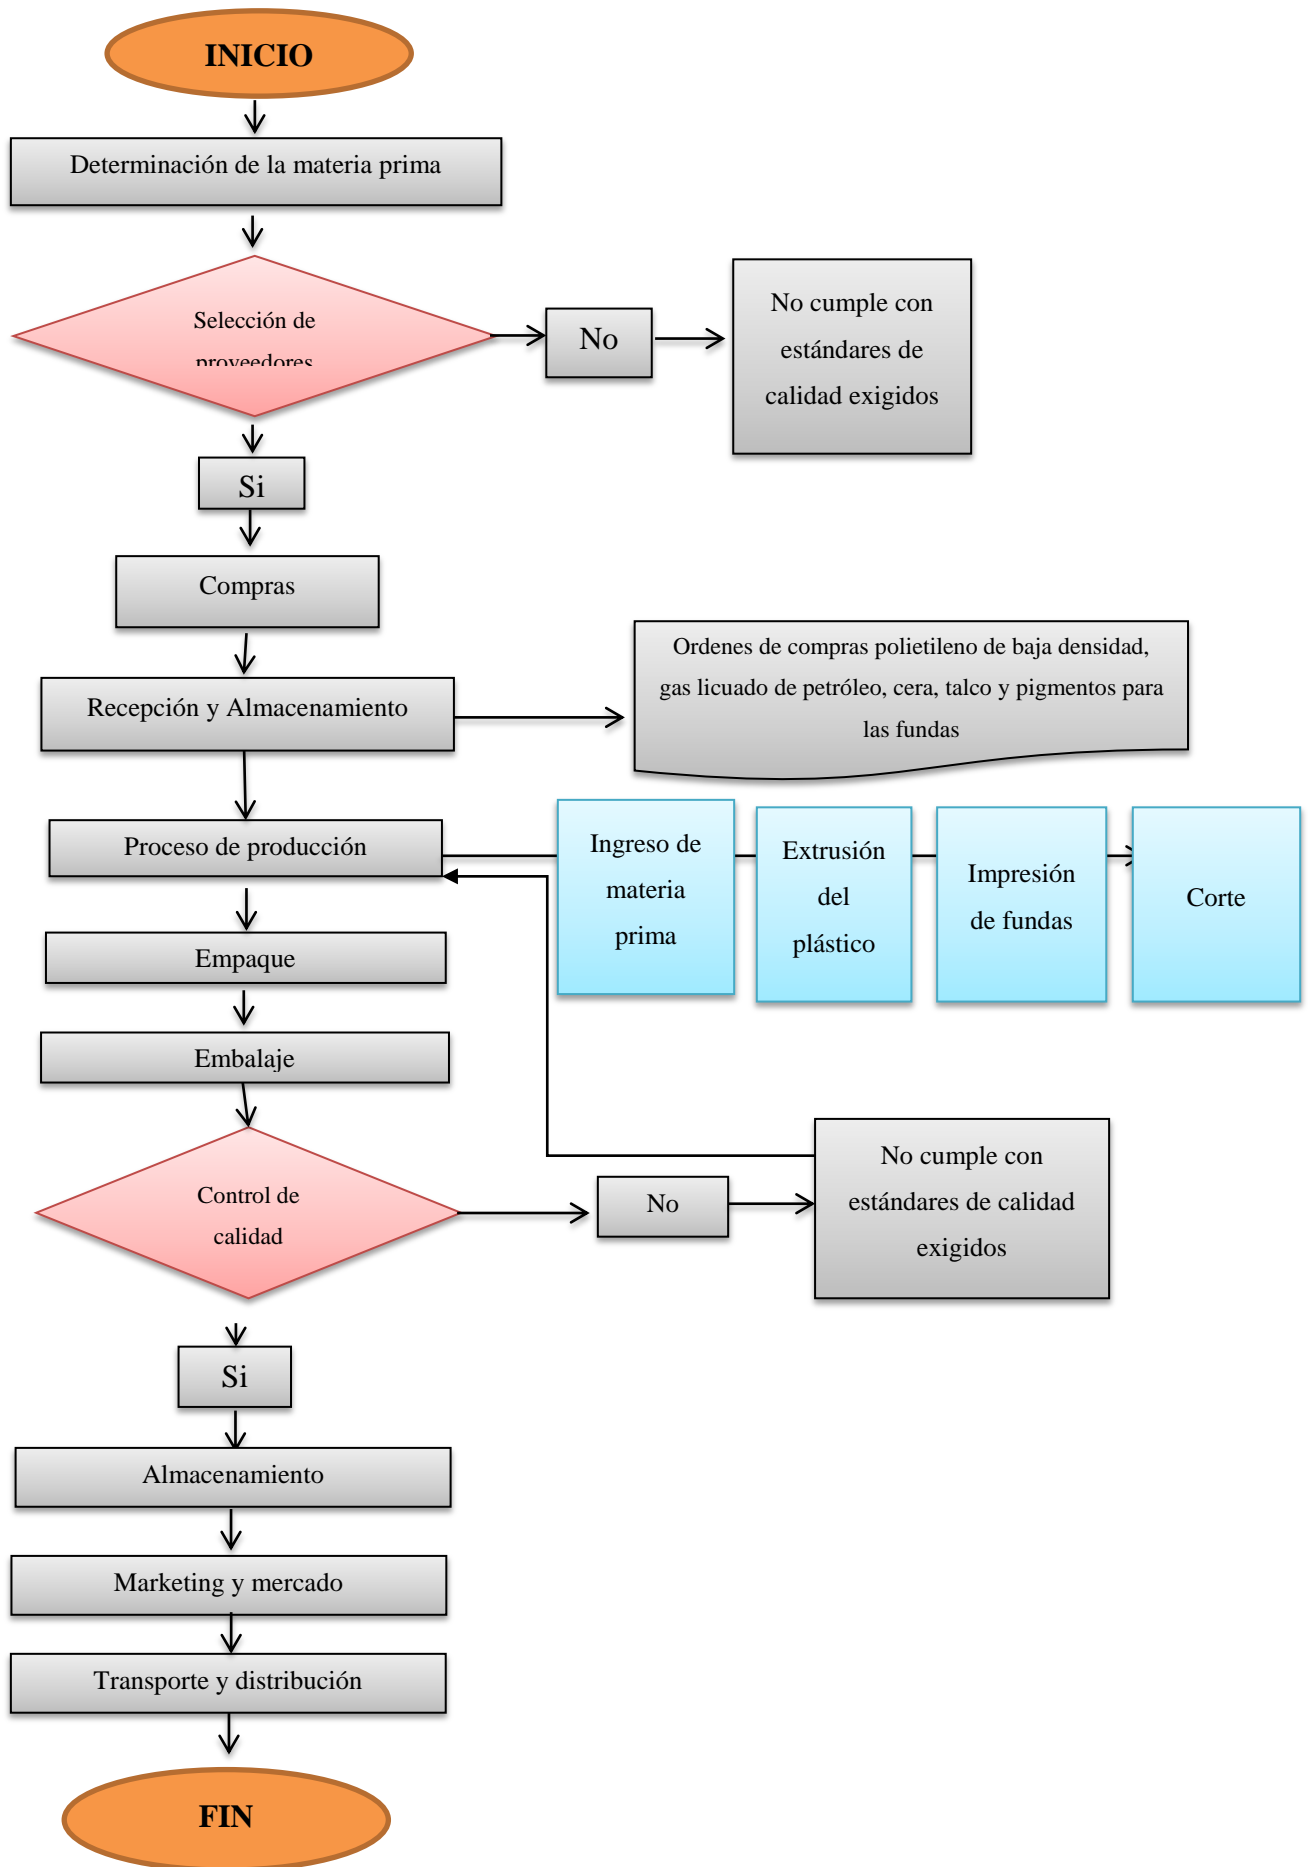 INICIO
Determinación de la materia prima
Selección de
proveedores
No
No cumple con
estándares de
calidad exigidos
Si
Compras
Recepción y Almacenamiento
Ordenes de compras polietileno de baja densidad,
gas licuado de petróleo, cera, talco y pigmentos para
las fundas
Proceso de producción
Ingreso de
materia
prima
Extrusión
del
plástico
Impresión
de fundas
Corte
Empaque
Embalaje
Control de
calidad
No
No cumple con
estándares de calidad
exigidos
Si
Almacenamiento
Marketing y mercado
Transporte y distribución
FIN